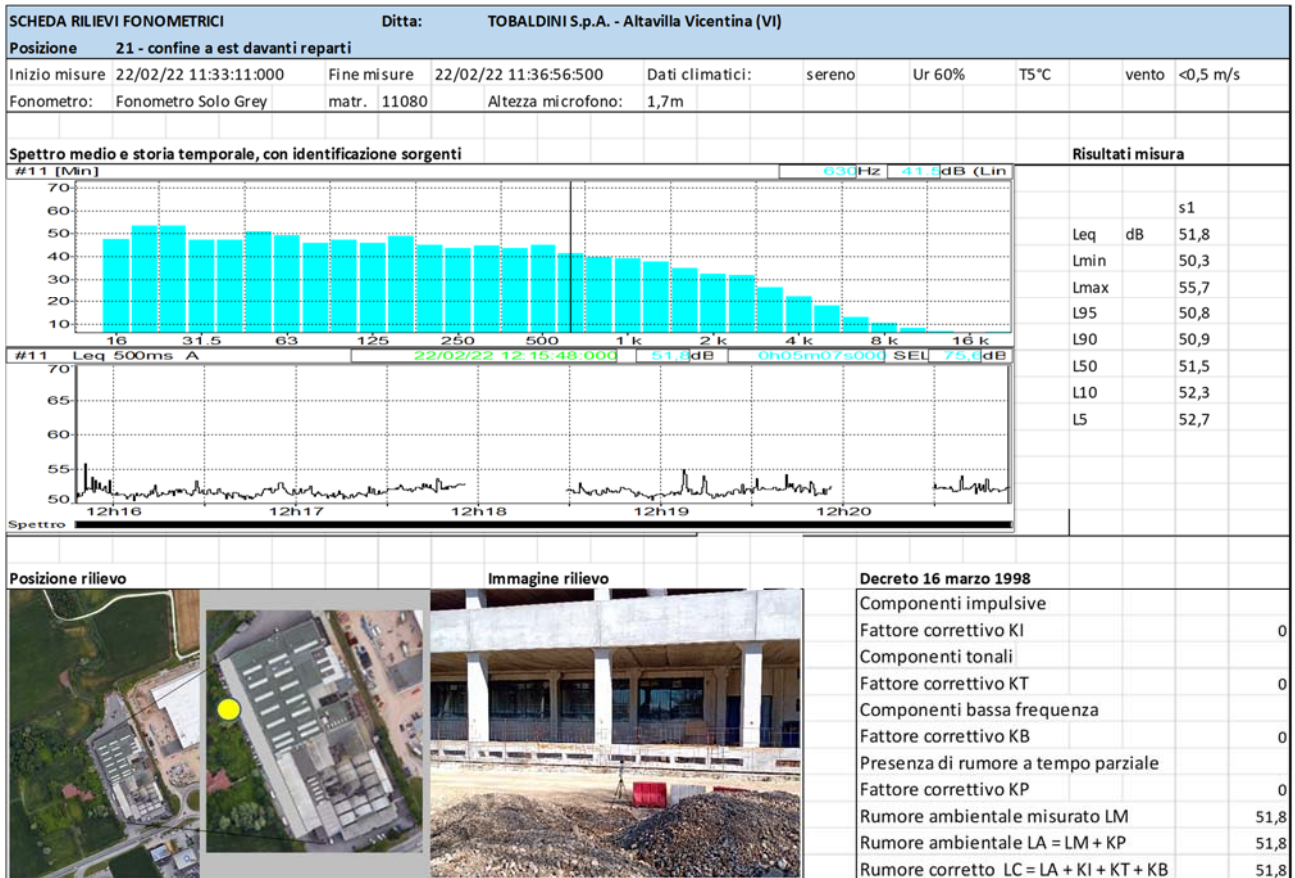 SCHEDA RILIEVI FONOMETRICI Ditta: TOBALDINI S.p.A. - Altavilla Vicentina (VI)
Posizione 21 - confine a est davanti reparti
Inizio misure 22/02/22 11:33:11:000 Fine misure 22/02/22 11:36:56:500 Dati climatici: sereno Ur 60% T5°C vento <0,5 m/s
Fonometro: Fonometro Solo Grey matr. 11080 Altezza microfono: 1,7m
Spettro medio e storia temporale, con identificazione sorgenti
#11 [Min] 630Hz 41.5dB (Lin
70
60
50
40
30
20
10
16 31.5 63 125 250 500 1 k 2 k 4 k 8 k 16 k
#11 Leq 500ms A 22/02/22 12:15:48:000 51,8dB 0h05m07s000 SEL 75,6dB
70
65
60
55
50
12h16 12h17 12h18 12h19 12h20
Spettro
Risultati misura
s1
Leq dB 51,8
Lmin 50,3
Lmax 55,7
L95 50,8
L90 50,9
L50 51,5
L10 52,3
L5 52,7
Posizione rilievo
Immagine rilievo
Decreto 16 marzo 1998
Componenti impulsive
Fattore correttivo KI 0
Componenti tonali
Fattore correttivo KT 0
Componenti bassa frequenza
Fattore correttivo KB 0
Presenza di rumore a tempo parziale
Fattore correttivo KP 0
Rumore ambientale misurato LM 51,8
Rumore ambientale LA = LM + KP 51,8
Rumore corretto LC = LA + KI + KT + KB 51,8